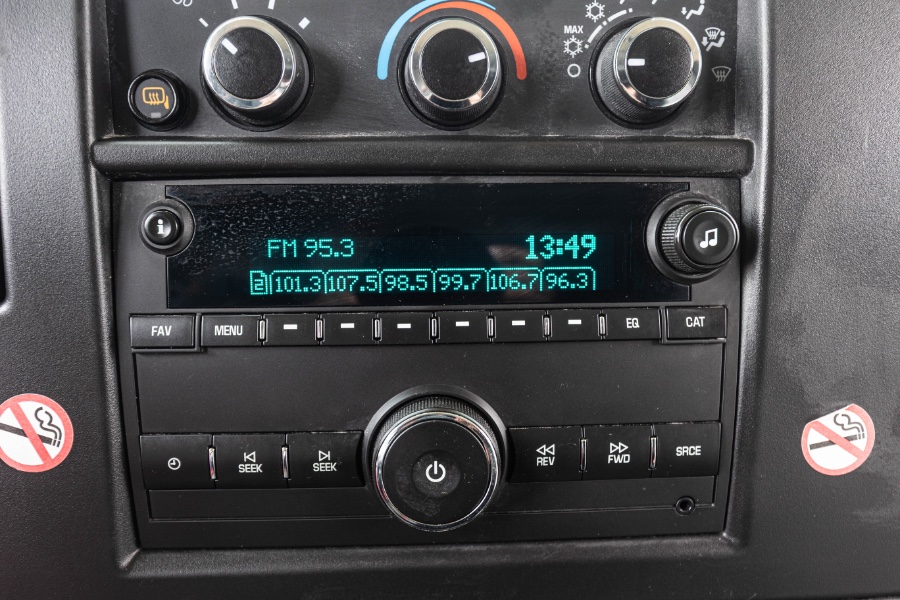 MAX
i
FM 95.3 13:49
2 101.3 107.5 98.5 99.7 106.7 96.3
FAV MENU EQ CAT
SEEK SEEK REV FWD SRCE